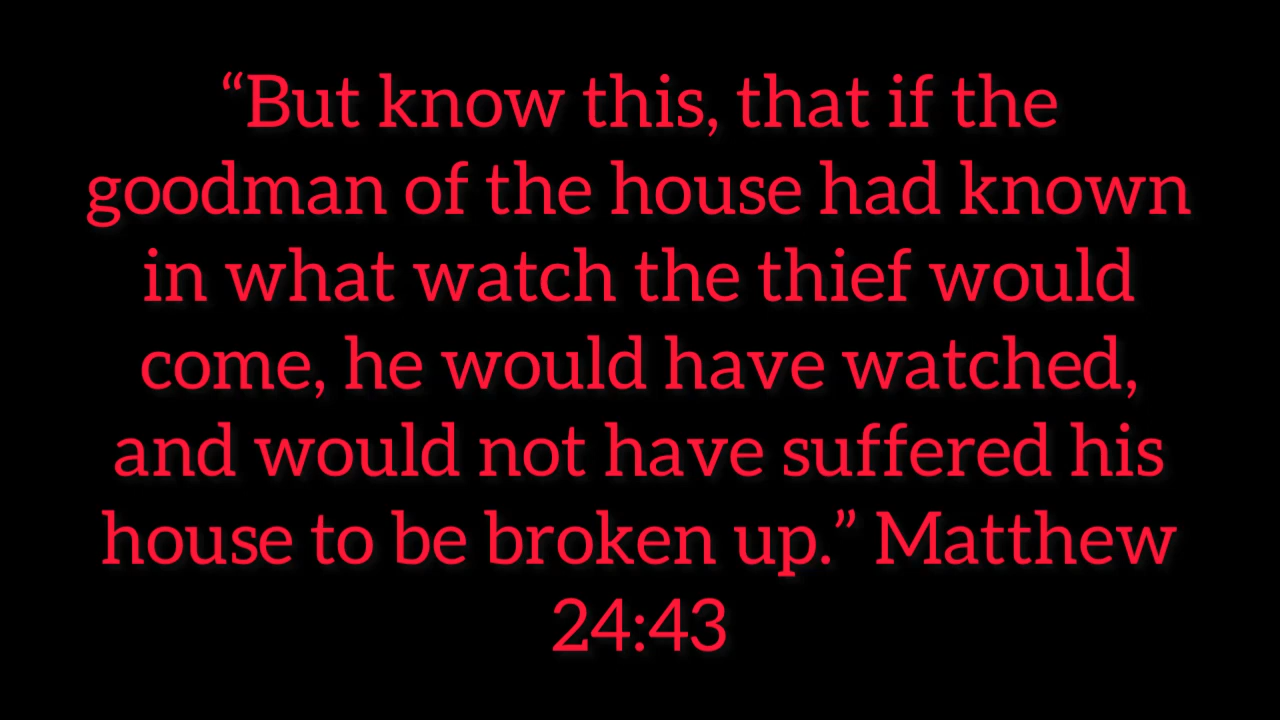 “But know this, that if the
goodman of the house had known
in what watch the thief would
come, he would have watched,
and would not have suffered his
house to be broken up.” Matthew
24:43